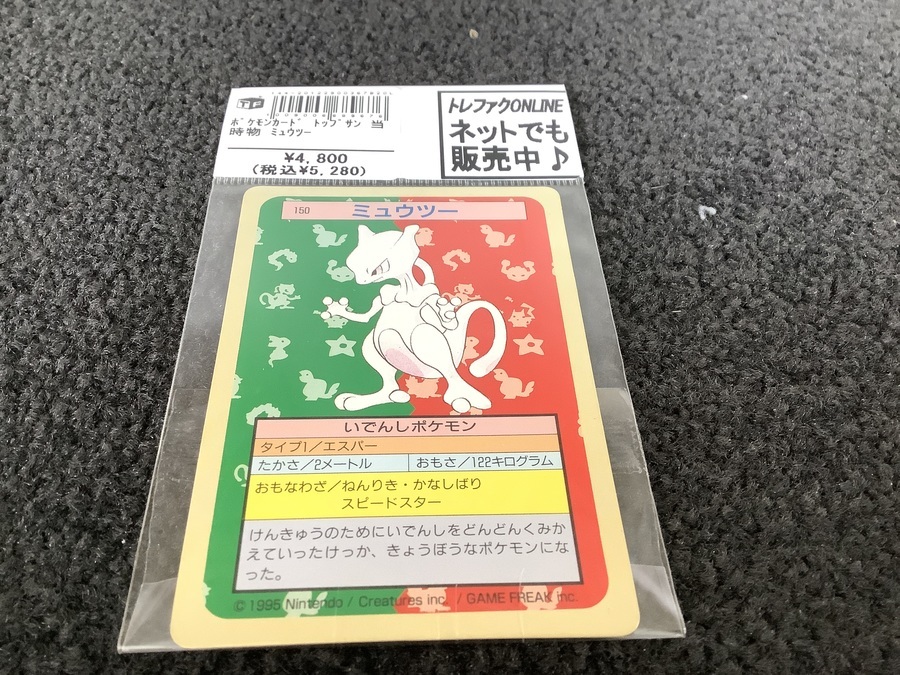 TF
ポケモンカード トップサン 当
時物 ミュウツー
¥4,800
(税込¥5,280)
トレファクONLINE
ネットでも
販売中♪
150 ミュウツー
いでんしポケモン
タイプ1/エスパー
たかさ/2メートル おもさ/122キログラム
おもなわざ/ねんりき・かなしばり
スピードスター
けんきゅうのためにいでんしをどんどんくみか
えていったけっか、きょうぼうなポケモンにな
った。
©1995 Nintendo / Creatures inc. / GAME FREAK inc.